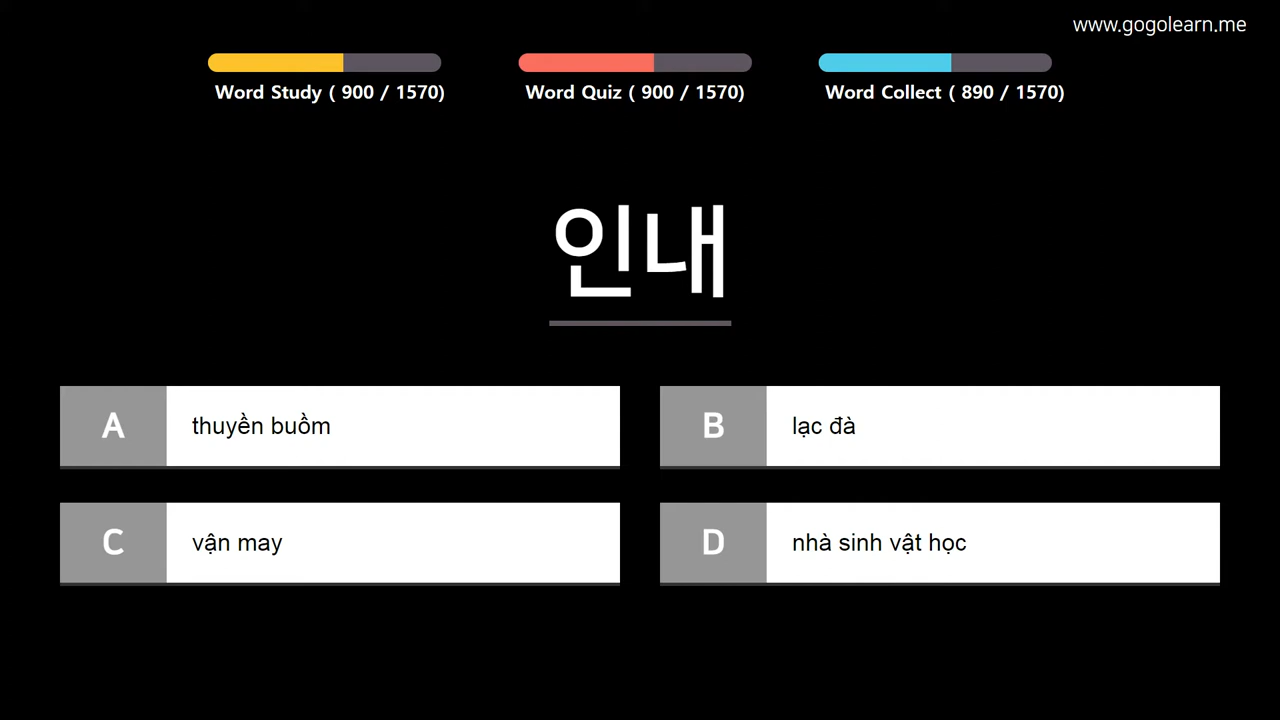 www.gogolearn.me
Word Study ( 900 / 1570)
Word Quiz ( 900 / 1570)
Word Collect ( 890 / 1570)
인내
A thuyền buồm
B lạc đà
C vận may
D nhà sinh vật học